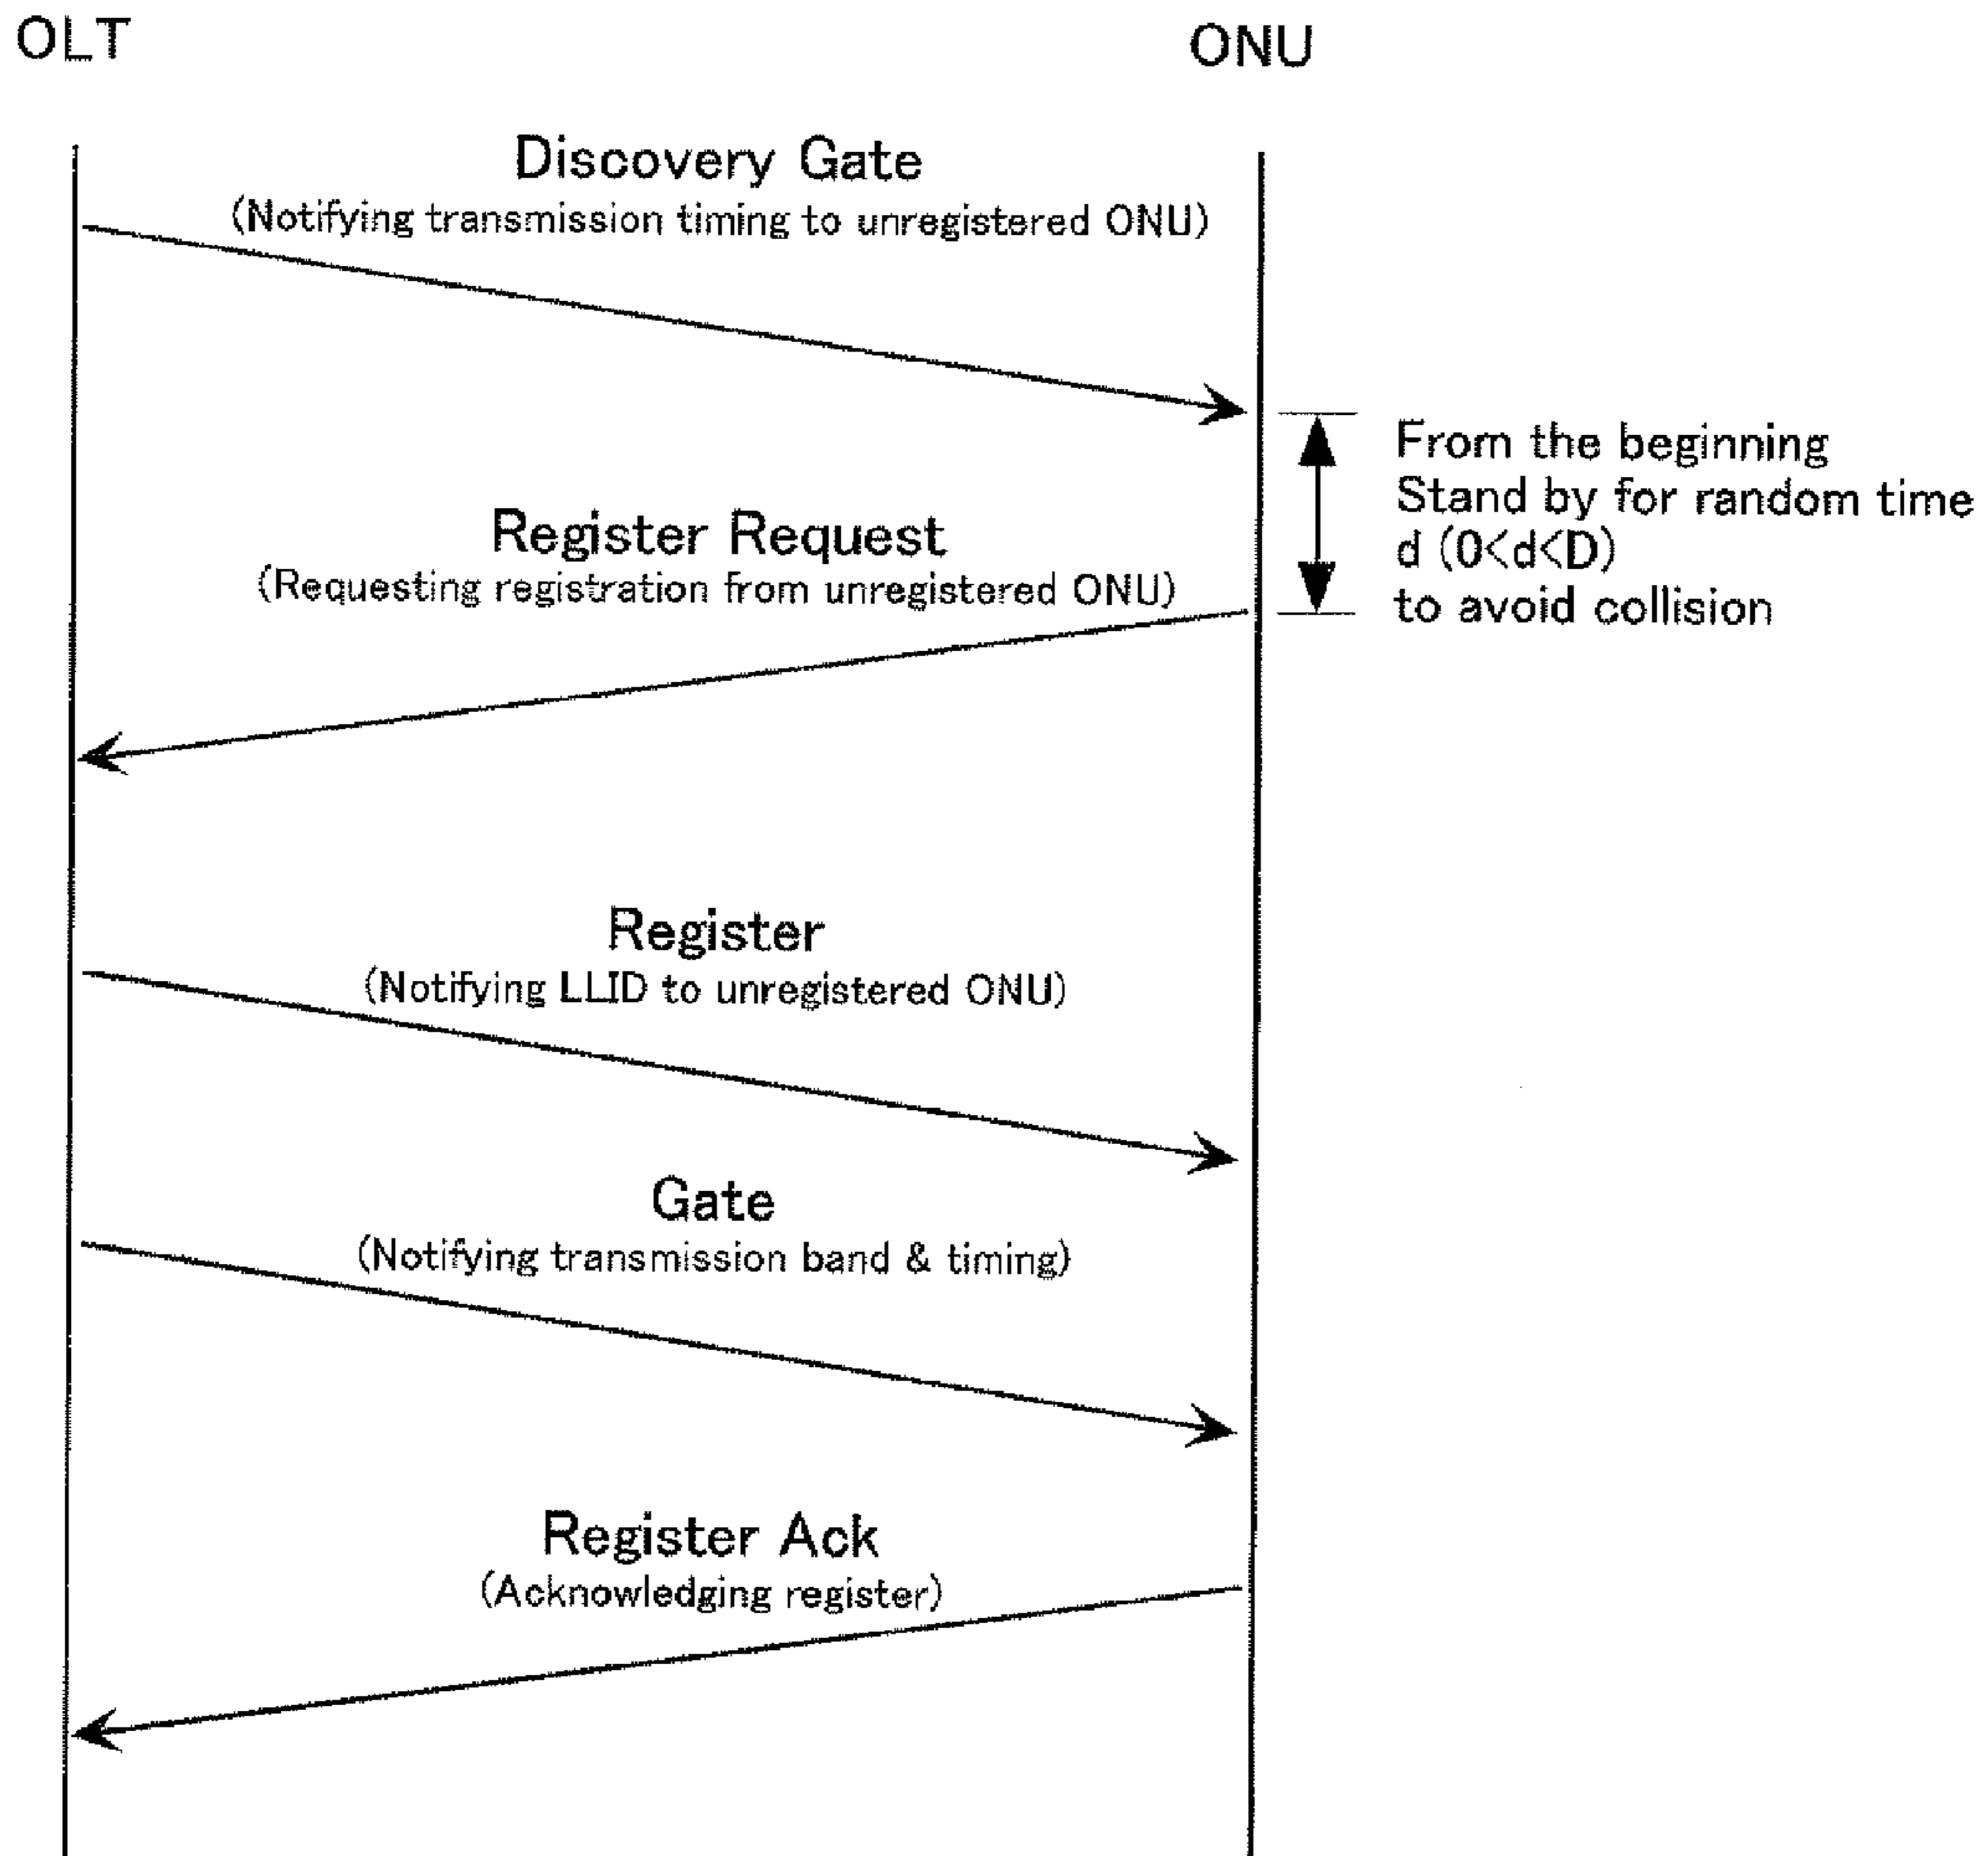 OLT
ONU
Discovery Gate
(Notifying transmission timing to unregistered ONU)
From the beginning
Stand by for random time
d (0<d<D)
to avoid collision
Register Request
(Requesting registration from unregistered ONU)
Register
(Notifying LLID to unregistered ONU)
Gate
(Notifying transmission band & timing)
Register Ack
(Acknowledging register)